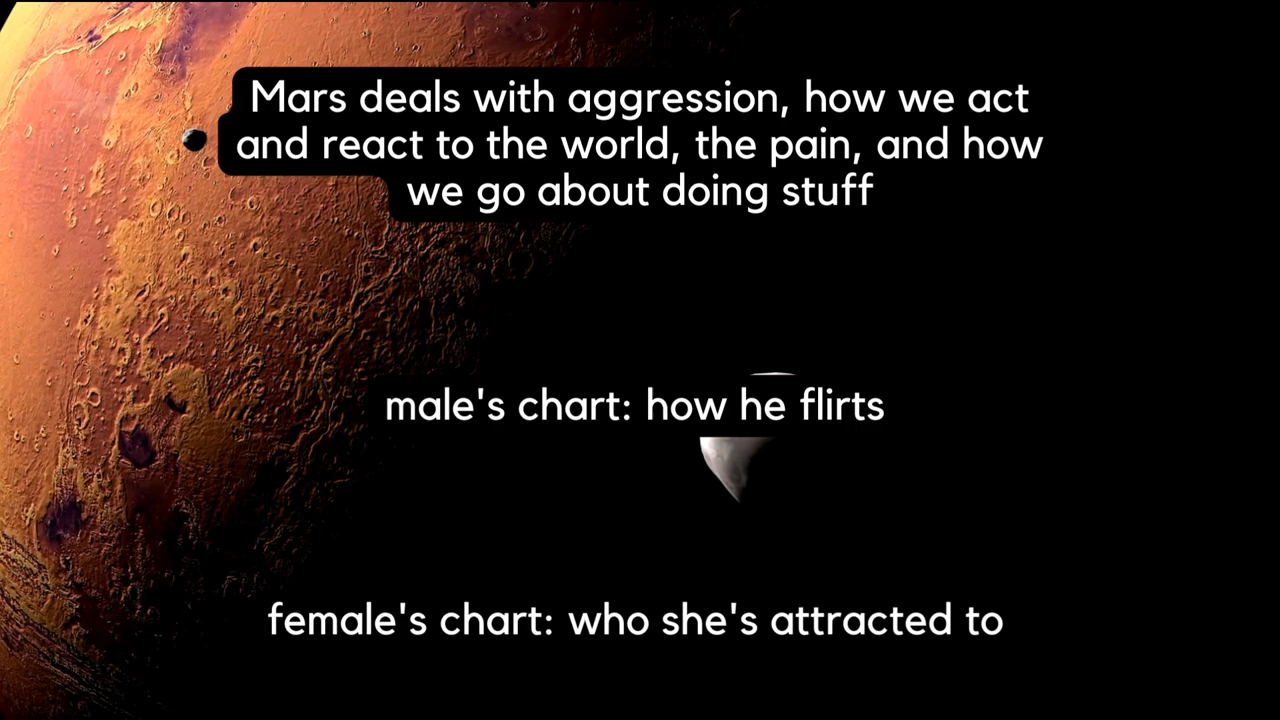 Mars deals with aggression, how we act
and react to the world, the pain, and how
we go about doing stuff
male's chart: how he flirts
female's chart: who she's attracted to